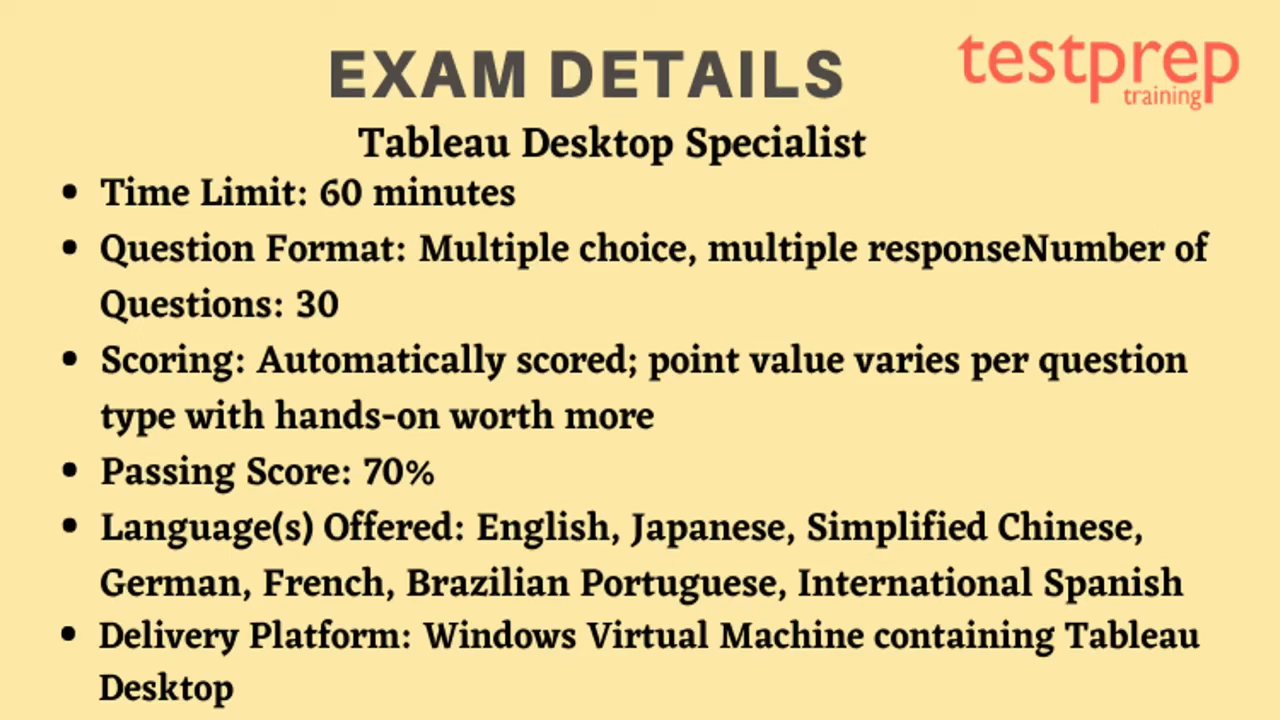 EXAM DETAILS
testprep
training
Tableau Desktop Specialist
• Time Limit: 60 minutes
• Question Format: Multiple choice, multiple responseNumber of
Questions: 30
• Scoring: Automatically scored; point value varies per question
type with hands-on worth more
• Passing Score: 70%
• Language(s) Offered: English, Japanese, Simplified Chinese,
German, French, Brazilian Portuguese, International Spanish
• Delivery Platform: Windows Virtual Machine containing Tableau
Desktop